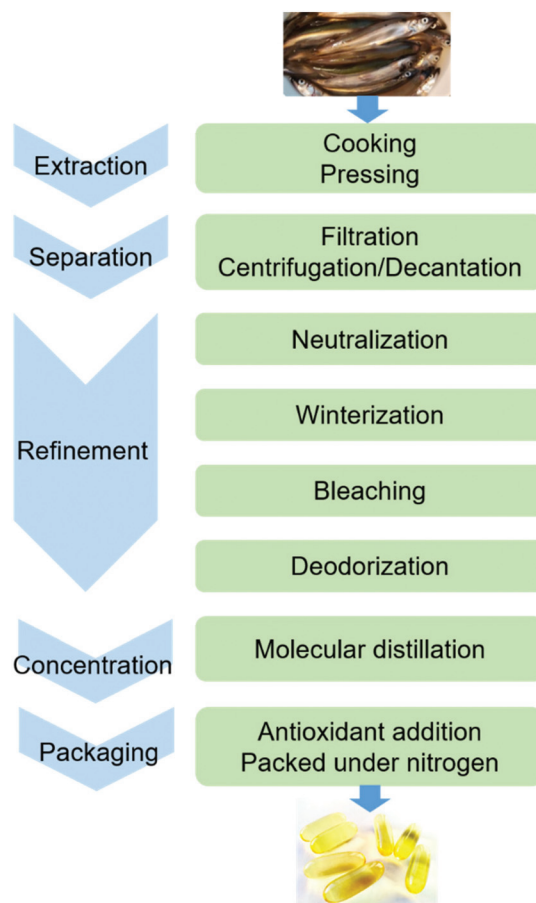 Extraction
Cooking
Pressing
Separation
Filtration
Centrifugation/Decantation
Refinement
Neutralization
Winterization
Bleaching
Deodorization
Concentration
Molecular distillation
Packaging
Antioxidant addition
Packed under nitrogen